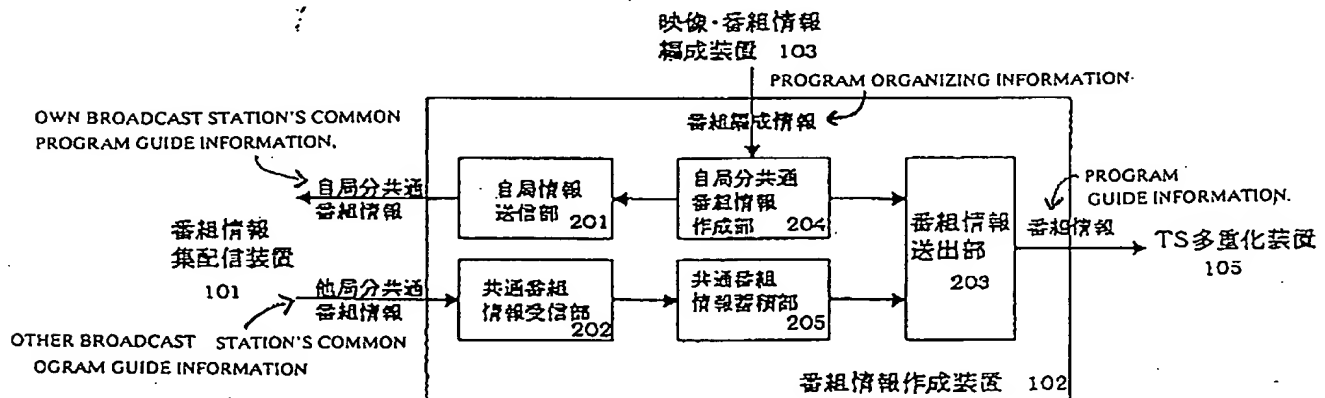 映像・番組情報
編成装置 103
PROGRAM ORGANIZING INFORMATION
OWN BROADCAST STATION'S COMMON
PROGRAM GUIDE INFORMATION.
番組編成情報
自局分共通
番組情報
自局情報
送信部
201
自局分共通
番組情報
作成部 204
PROGRAM
GUIDE INFORMATION.
番組情報
番組情報
送出部
203
TS多重化装置
105
番組情報
集配信装置
101
他局分共通
番組情報
共通番組
情報受信部
202
共通番組
情報蓄積部
205
OTHER BROADCAST STATION'S COMMON
OGRAM GUIDE INFORMATION
番組情報作成装置 102